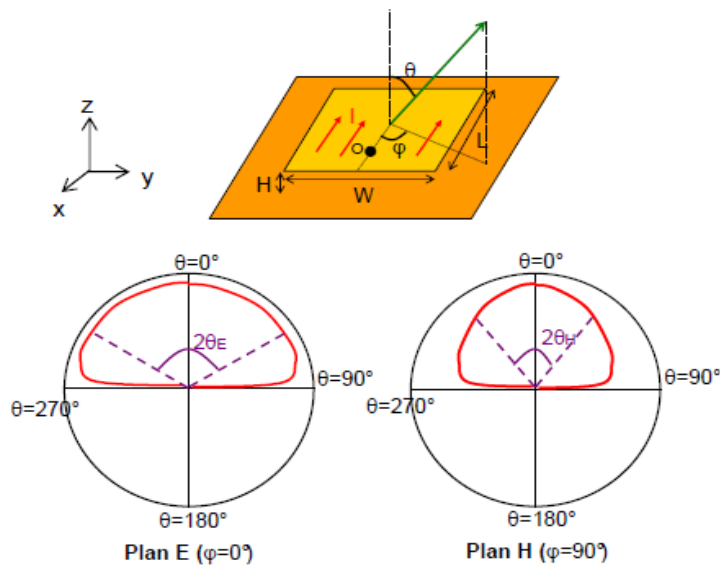 θ
z
I
L
O
φ
y
H
x
W
θ=0°
θ=0°
2θE
2θH
θ=90°
θ=90°
θ=270°
θ=270°
θ=180°
θ=180°
Plan E (φ=0°)
Plan H (φ=90°)